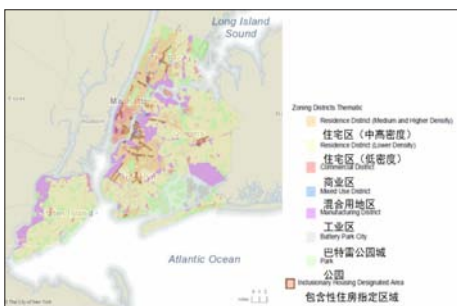 Long Island
Sound
Atlantic Ocean
Zoning Districts Thematic
Residence District (Medium and Higher Density)
住宅区（中高密度）
Residence District (Lower Density)
住宅区（低密度）
Commercial District
商业区
Mixed Use District
混合用地区
Manufacturing District
工业区
Battery Park City
巴特雷公园城
Park
公园
Inclusionary Housing Designated Area
包含性住房指定区域